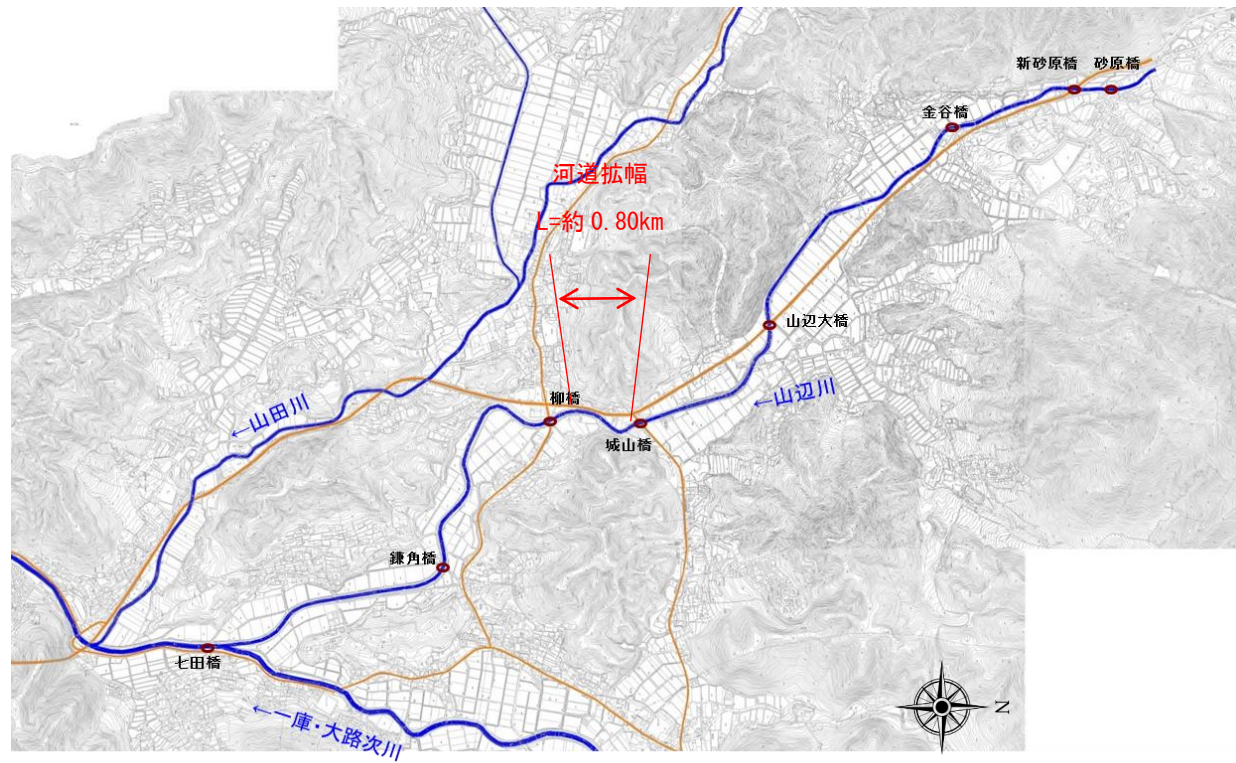 新砂原橋
砂原橋
金谷橋
河道拡幅
L=約 0.80km
山辺大橋
柳橋
←山辺川
←山田川
城山橋
鎌角橋
七田橋
←一庫・大路次川
N